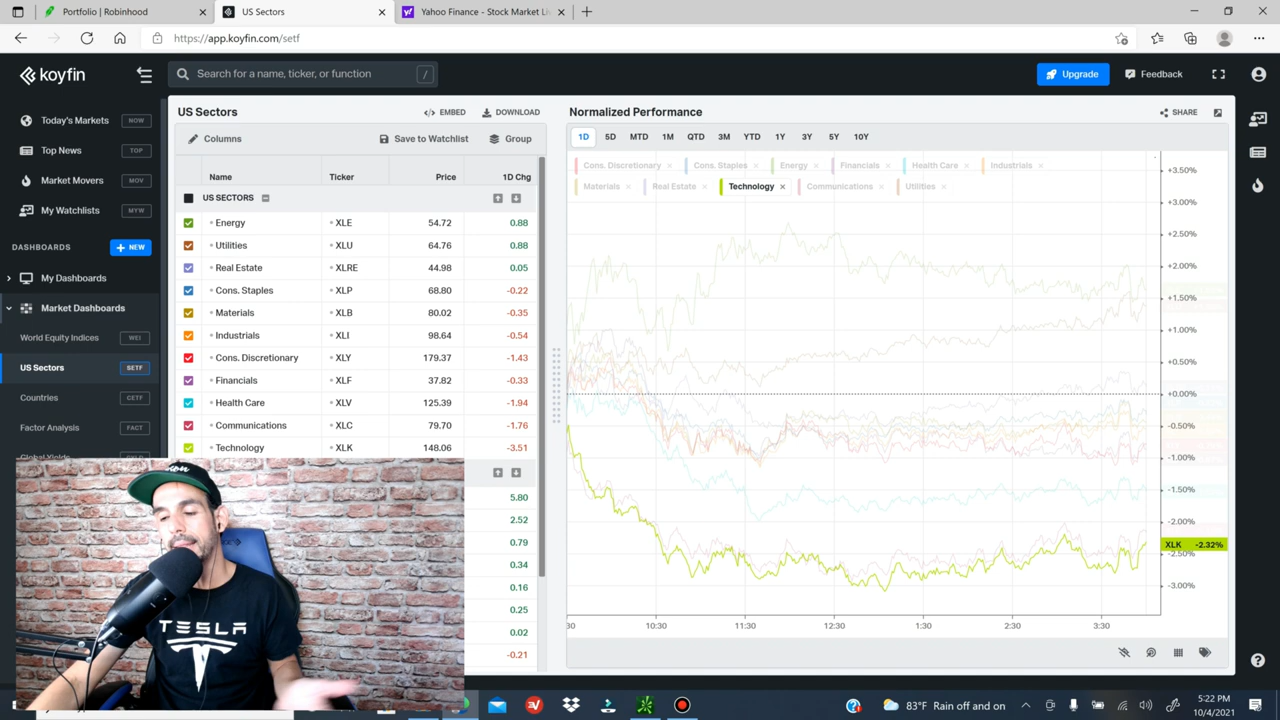 Portfolio | Robinhood
US Sectors
Yahoo Finance - Stock Market Li
https://app.koyfin.com/setf
koyfin
Search for a name, ticker, or function /
Upgrade
Feedback
Today's Markets NOW
Top News TOP
Market Movers MOV
My Watchlists MYW
DASHBOARDS
+ NEW
My Dashboards
Market Dashboards
World Equity Indices WEI
US Sectors SETF
Countries CETF
Factor Analysis FACT
US Sectors
</> EMBED
DOWNLOAD
Columns
Save to Watchlist
Group
Name Ticker Price 1D Chg
US SECTORS
Energy XLE 54.72 0.88
Utilities XLU 64.76 0.88
Real Estate XLRE 44.98 0.05
Cons. Staples XLP 68.80 -0.22
Materials XLB 80.02 -0.35
Industrials XLI 98.64 -0.54
Cons. Discretionary XLY 179.37 -1.43
Financials XLF 37.82 -0.33
Health Care XLV 125.39 -1.94
Communications XLC 79.70 -1.76
Technology XLK 148.06 -3.51
5.80
2.52
0.79
0.34
0.16
0.25
0.02
-0.21
Normalized Performance
SHARE
1D 5D MTD 1M QTD 3M YTD 1Y 3Y 5Y 10Y
Cons. Discretionary Cons. Staples Energy Financials Health Care Industrials
Materials Real Estate Technology Communications Utilities
+3.50%
+3.00%
+2.50%
+2.00%
+1.50%
+1.00%
+0.50%
+0.00%
-0.50%
-1.00%
-1.50%
-2.00%
XLK -2.32%
-2.50%
-3.00%
30 10:30 11:30 12:30 1:30 2:30 3:30
TESLA
83°F Rain off and on
5:22 PM
10/4/2021